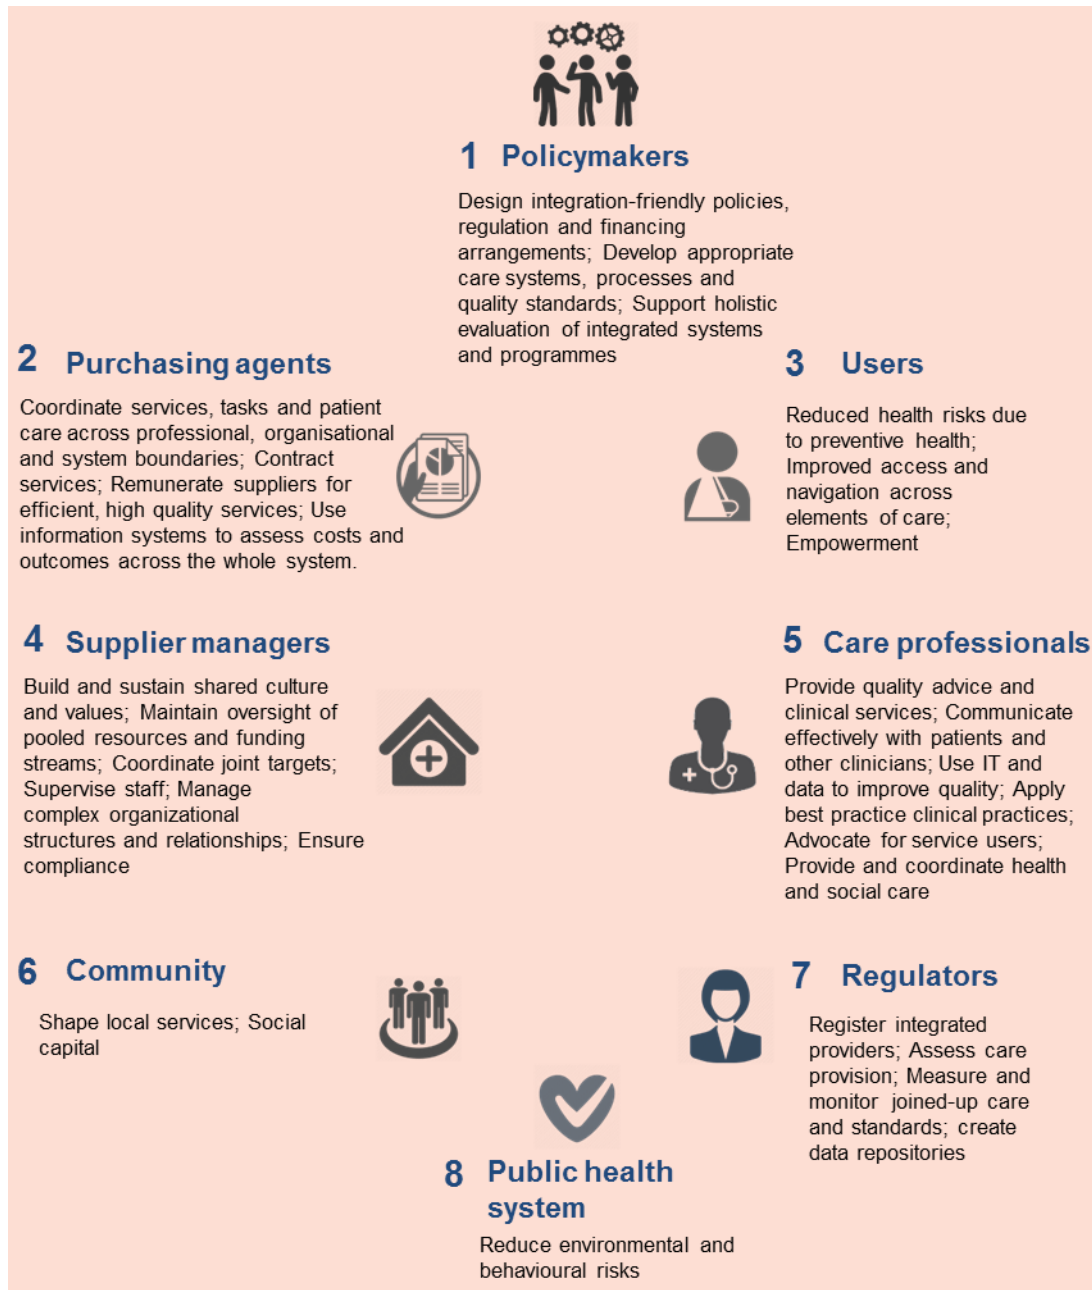 1 Policymakers
Design integration-friendly policies,
regulation and financing
arrangements; Develop appropriate
care systems, processes and
quality standards; Support holistic
evaluation of integrated systems
and programmes
2 Purchasing agents
Coordinate services, tasks and patient
care across professional, organisational
and system boundaries; Contract
services; Remunerate suppliers for
efficient, high quality services; Use
information systems to assess costs and
outcomes across the whole system.
3 Users
Reduced health risks due
to preventive health;
Improved access and
navigation across
elements of care;
Empowerment
4 Supplier managers
Build and sustain shared culture
and values; Maintain oversight of
pooled resources and funding
streams; Coordinate joint targets;
Supervise staff; Manage
complex organizational
structures and relationships; Ensure
compliance
5 Care professionals
Provide quality advice and
clinical services; Communicate
effectively with patients and
other clinicians; Use IT and
data to improve quality; Apply
best practice clinical practices;
Advocate for service users;
Provide and coordinate health
and social care
6 Community
Shape local services; Social
capital
7 Regulators
Register integrated
providers; Assess care
provision; Measure and
monitor joined-up care
and standards; create
data repositories
8 Public health
system
Reduce environmental and
behavioural risks